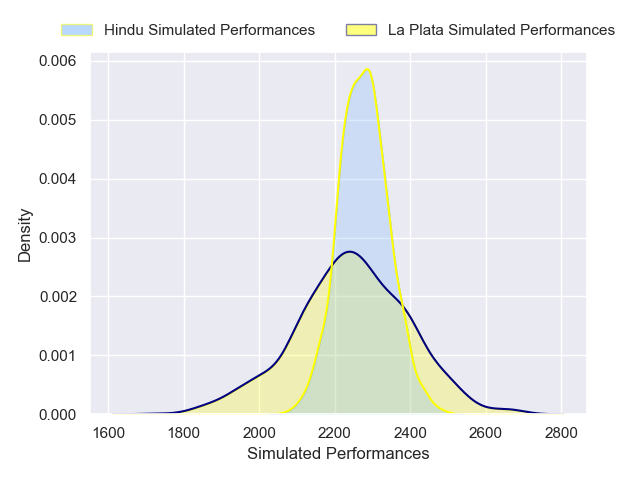 Hindu Simulated Performances La Plata Simulated Performances
0.006
0.005
0.004
0.003
0.002
0.001
0.000
Density
1600 1800 2000 2200 2400 2600 2800
Simulated Performances